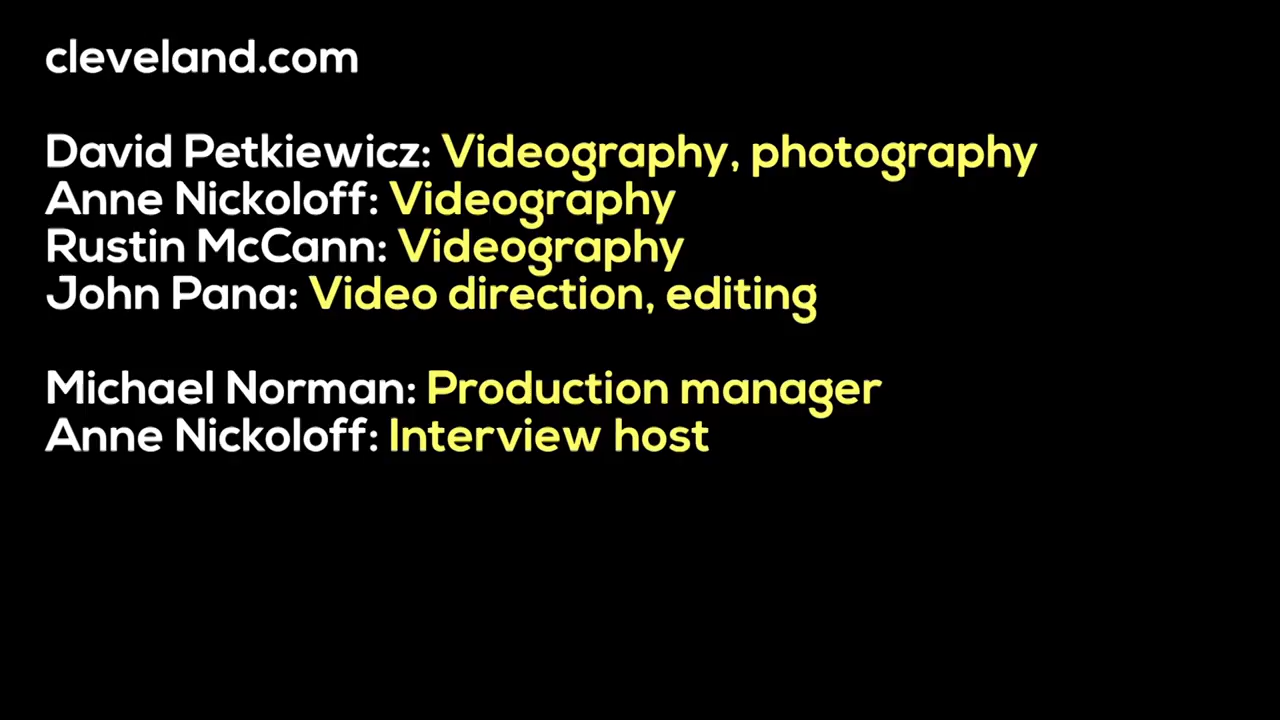 cleveland.com
David Petkiewicz: Videography, photography
Anne Nickoloff: Videography
Rustin McCann: Videography
John Pana: Video direction, editing
Michael Norman: Production manager
Anne Nickoloff: Interview host